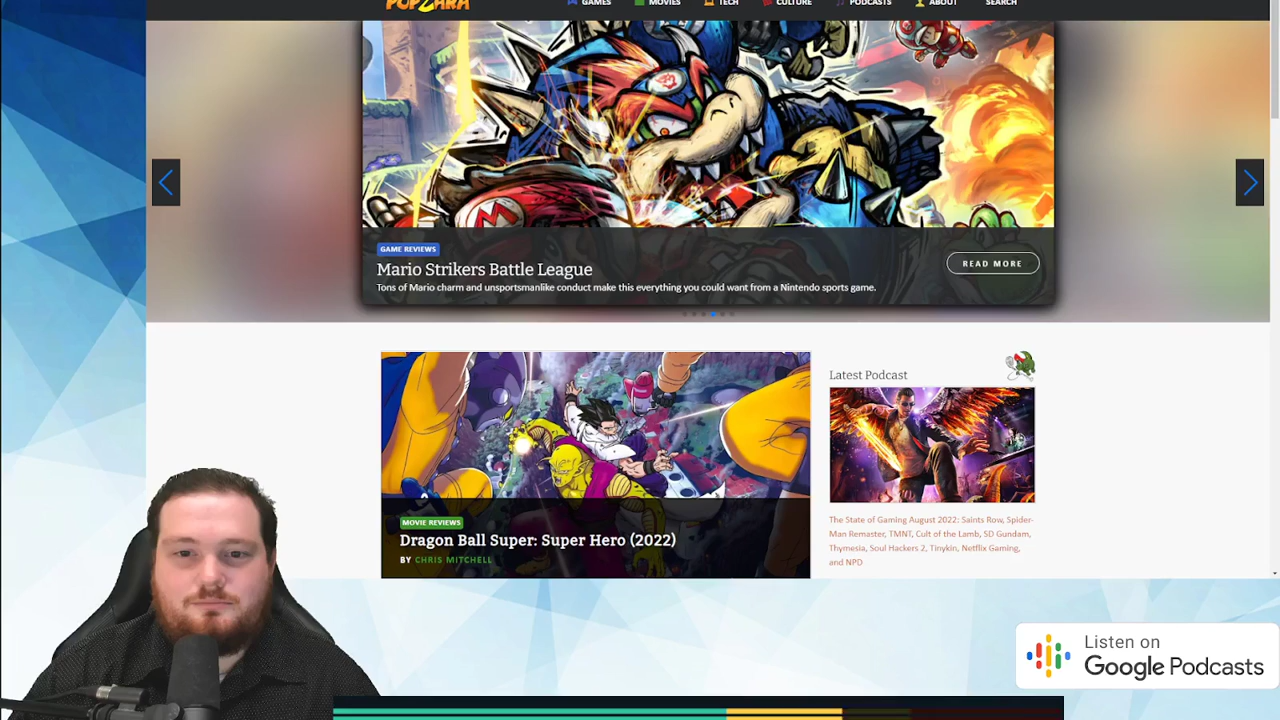 POPZARA
GAMES MOVIES TECH CULTURE PODCASTS ABOUT SEARCH
GAME REVIEWS
Mario Strikers Battle League
Tons of Mario charm and unsportsmanlike conduct make this everything you could want from a Nintendo sports game.
READ MORE
M
MOVIE REVIEWS
Dragon Ball Super: Super Hero (2022)
BY CHRIS MITCHELL
Latest Podcast
The State of Gaming August 2022: Saints Row, Spider-
Man Remaster, TMNT, Cult of the Lamb, SD Gundam,
Thymesia, Soul Hackers 2, Tinykin, Netflix Gaming,
and NPD
Listen on
Google Podcasts